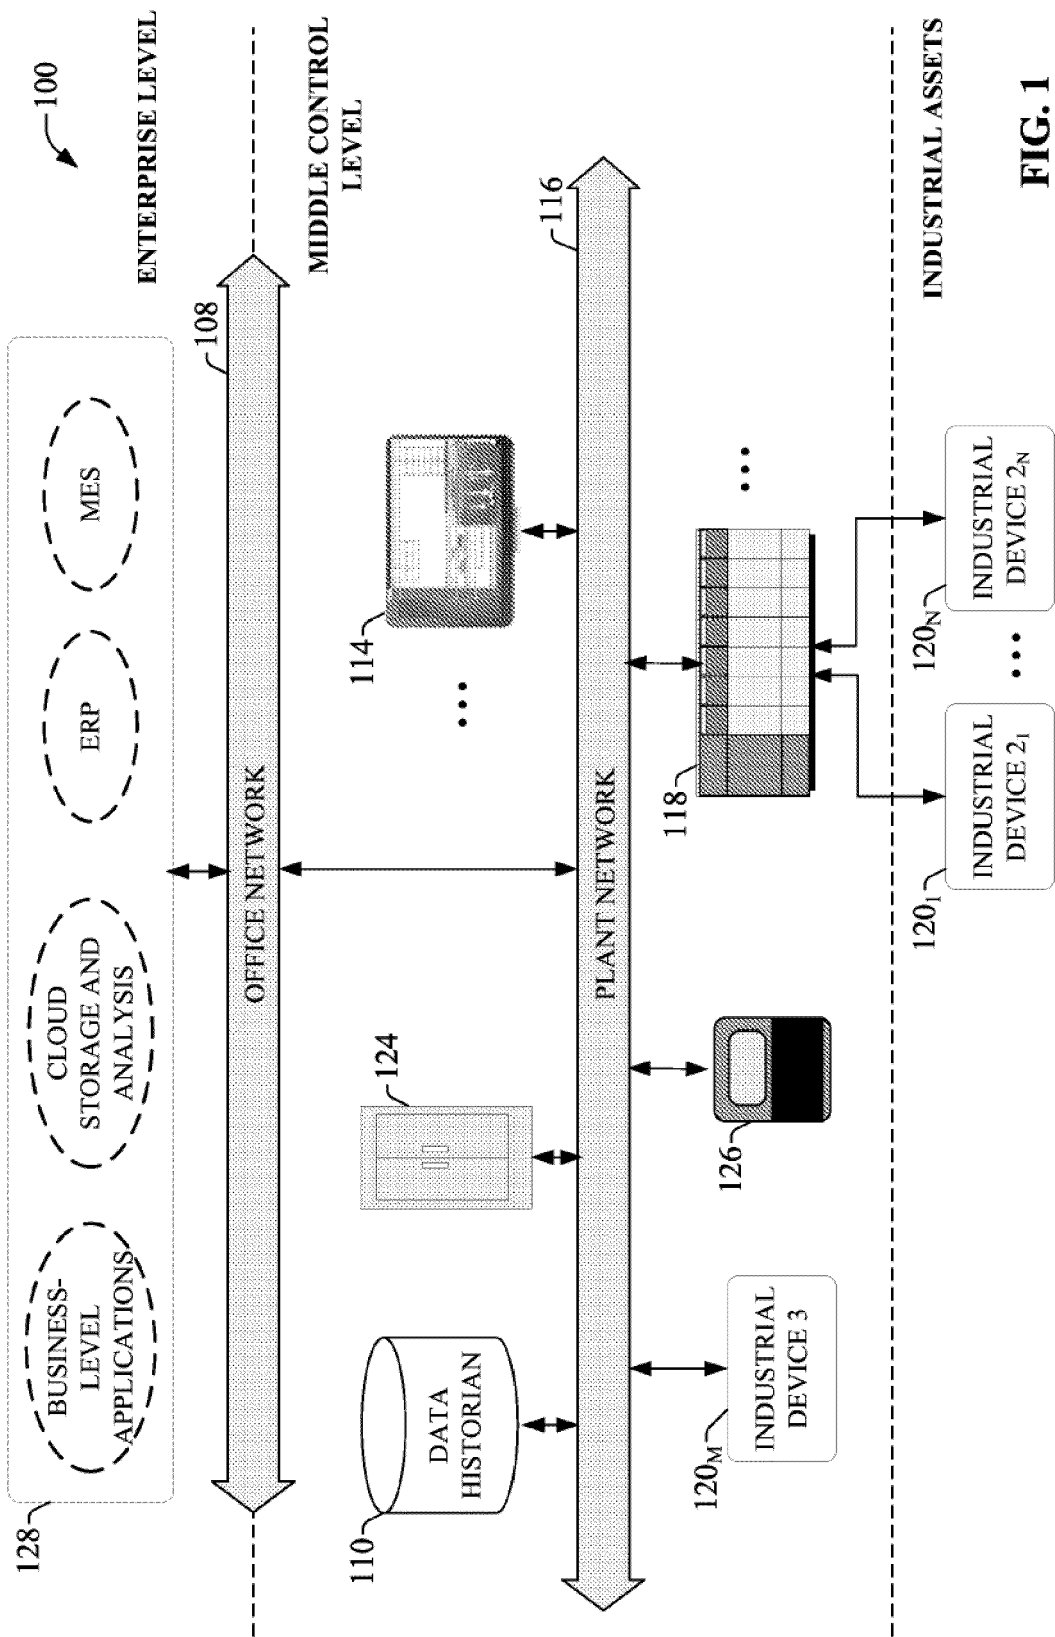 100
ENTERPRISE LEVEL
128
BUSINESS-
LEVEL
APPLICATIONS
CLOUD
STORAGE AND
ANALYSIS
ERP
MES
108
OFFICE NETWORK
MIDDLE CONTROL
LEVEL
110
DATA
HISTORIAN
124
114
116
PLANT NETWORK
120M
INDUSTRIAL
DEVICE 3
126
118
INDUSTRIAL ASSETS
1201
INDUSTRIAL
DEVICE 21
120N
INDUSTRIAL
DEVICE 2N
FIG. 1